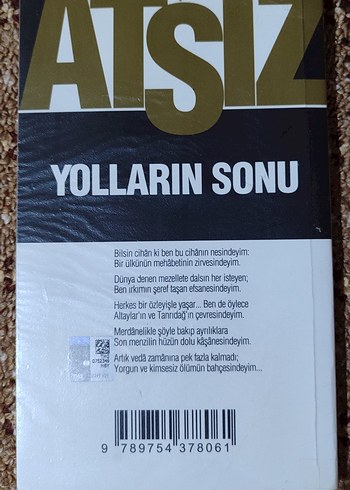 ATSIZ
YOLLARIN SONU
Bilsin cihân ki ben bu cihânın nesindeyim:
Bir ülkünün mehâbetinin zirvesindeyim.
Dünya denen mezellete dalsın her isteyen;
Ben ırkımın şeref taşan efsanesindeyim.
Herkes bir özleyişle yaşar... Ben de öylece
Altaylar'ın ve Tanrıdağ'ın çevresindeyim.
Merdânelikle şöyle bakıp ayrılıklara
Son menzilin hüzün dolu kâşânesindeyim.
Artık vedâ zamânına pek fazla kalmadı;
Yorgun ve kimsesiz ölümün bahçesindeyim...
9 789754 378061